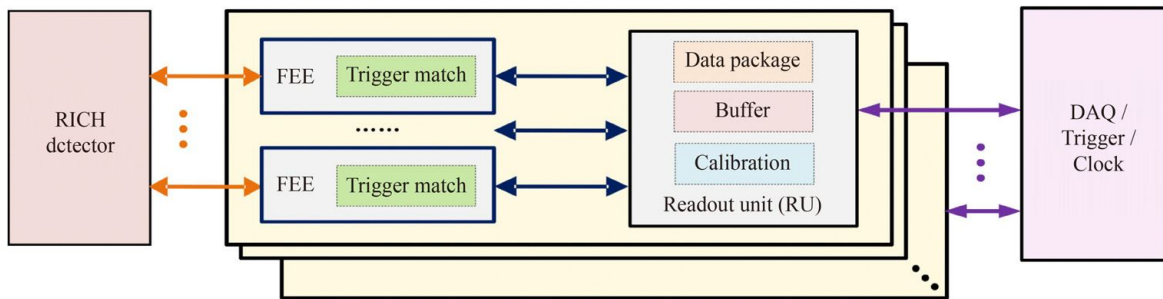 RICH
dctector
FEE
Trigger match
......
FEE
Trigger match
Data package
Buffer
Calibration
Readout unit (RU)
DAQ /
Trigger /
Clock